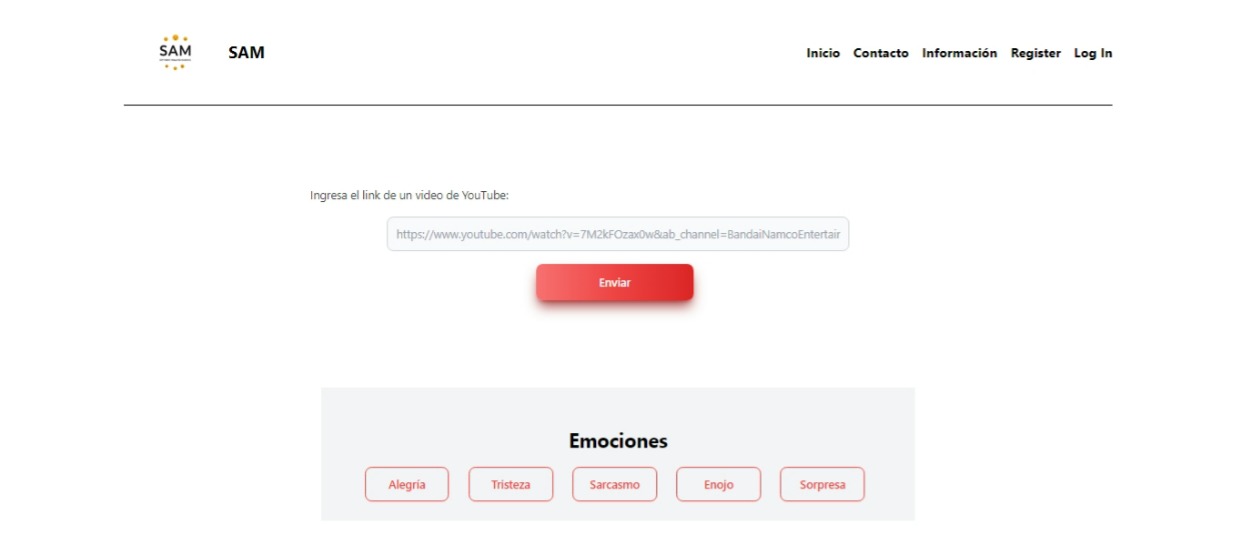 SAM
SAM
Inicio Contacto Información Register Log In
Ingresa el link de un video de YouTube:
https://www.youtube.com/watch?v=7M2kFOzax0w&ab_channel=BandaiNamcoEntertair
Enviar
Emociones
Alegría Tristeza Sarcasmo Enojo Sorpresa